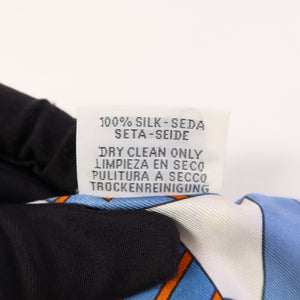 100% SILK-SEDA
SETA-SEIDE
DRY CLEAN ONLY
LIMPIEZA EN SECO
PULITURA A SECCO
TROCKENREINIGUNG